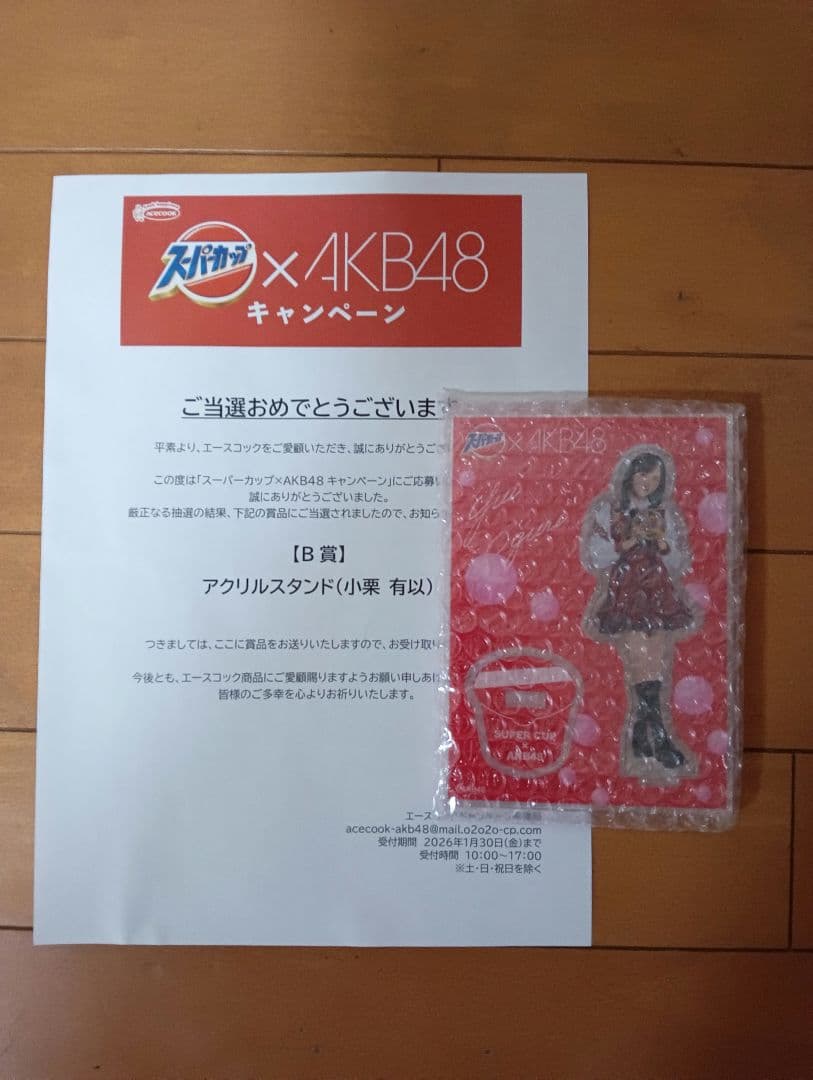 ACECOOK
スーパーカップ×AKB48
キャンペーン
ご当選おめでとうございます
平素より、エースコックをご愛顧いただき、誠にありがとうござ
この度は「スーパーカップ×AKB48 キャンペーン」にご応募い
誠にありがとうございました。
厳正なる抽選の結果、下記の賞品にご当選されましたので、お知らせ
【B 賞】
アクリルスタンド(小栗 有以)
つきましては、ここに賞品をお送りいたしますので、お受け取り
今後とも、エースコック商品にご愛顧賜りますようお願い申しあげ
皆様のご多幸を心よりお祈りいたします。
エース
acecook-akb48@mail.o2o2o-cp.com
受付期間 2026年1月30日(金)まで
受付時間 10:00～17:00
※土・日・祝日を除く
スーパーカップ×AKB48
Yui Oguri
SUPER CUP
×
AKB48